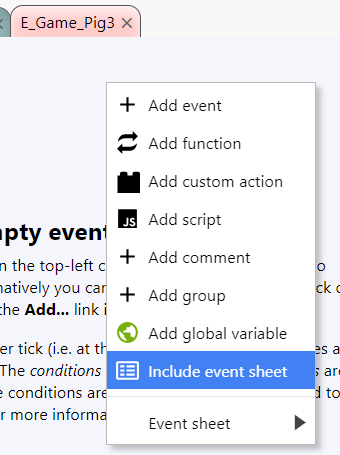 E_Game_Pig3
Add event
Add function
Add custom action
JS Add script
Add comment
Add group
Add global variable
Include event sheet
Event sheet
pty event
n the top-left c
o
natively you can
ck o
the Add... link i
er tick (i.e. at th
es a
The conditions
are
e conditions are
d to
r more informa